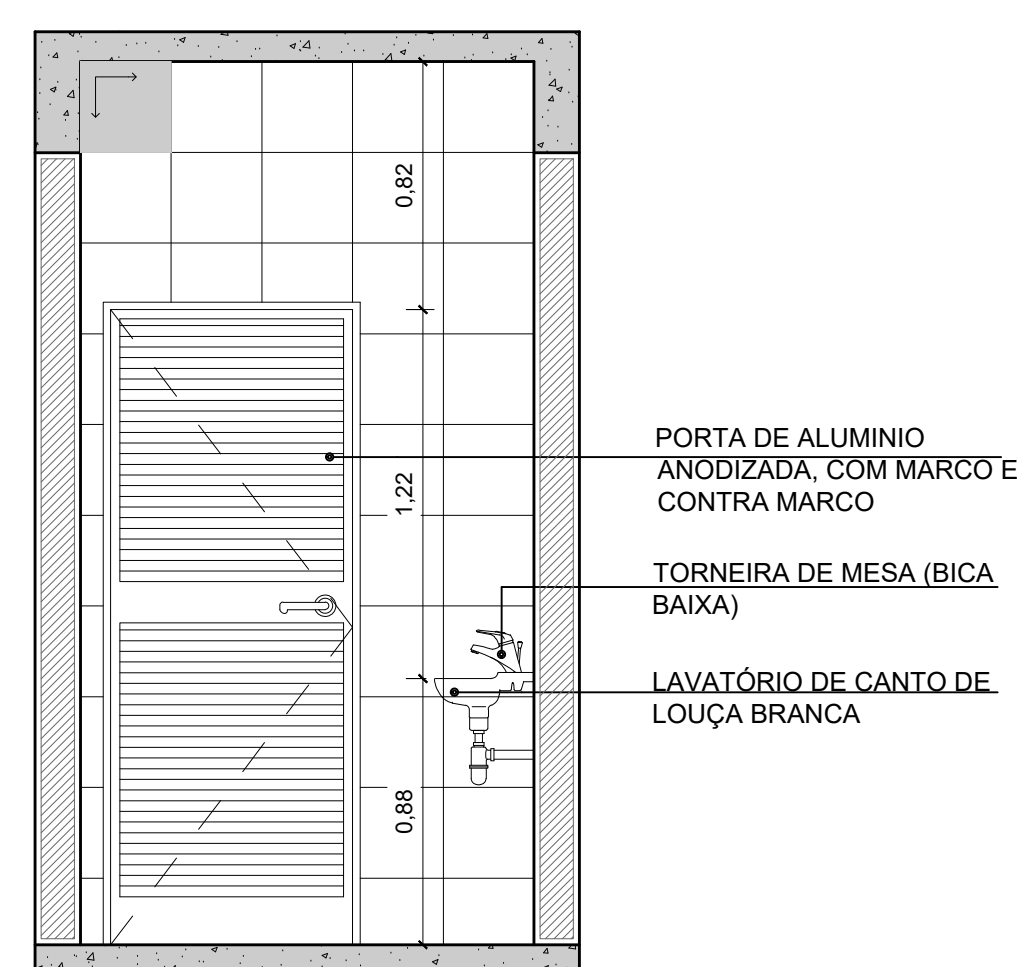 0,82
PORTA DE ALUMINIO
ANODIZADA, COM MARCO E
CONTRA MARCO
1,22
TORNEIRA DE MESA (BICA
BAIXA)
LAVATÓRIO DE CANTO DE
LOUÇA BRANCA
0,88